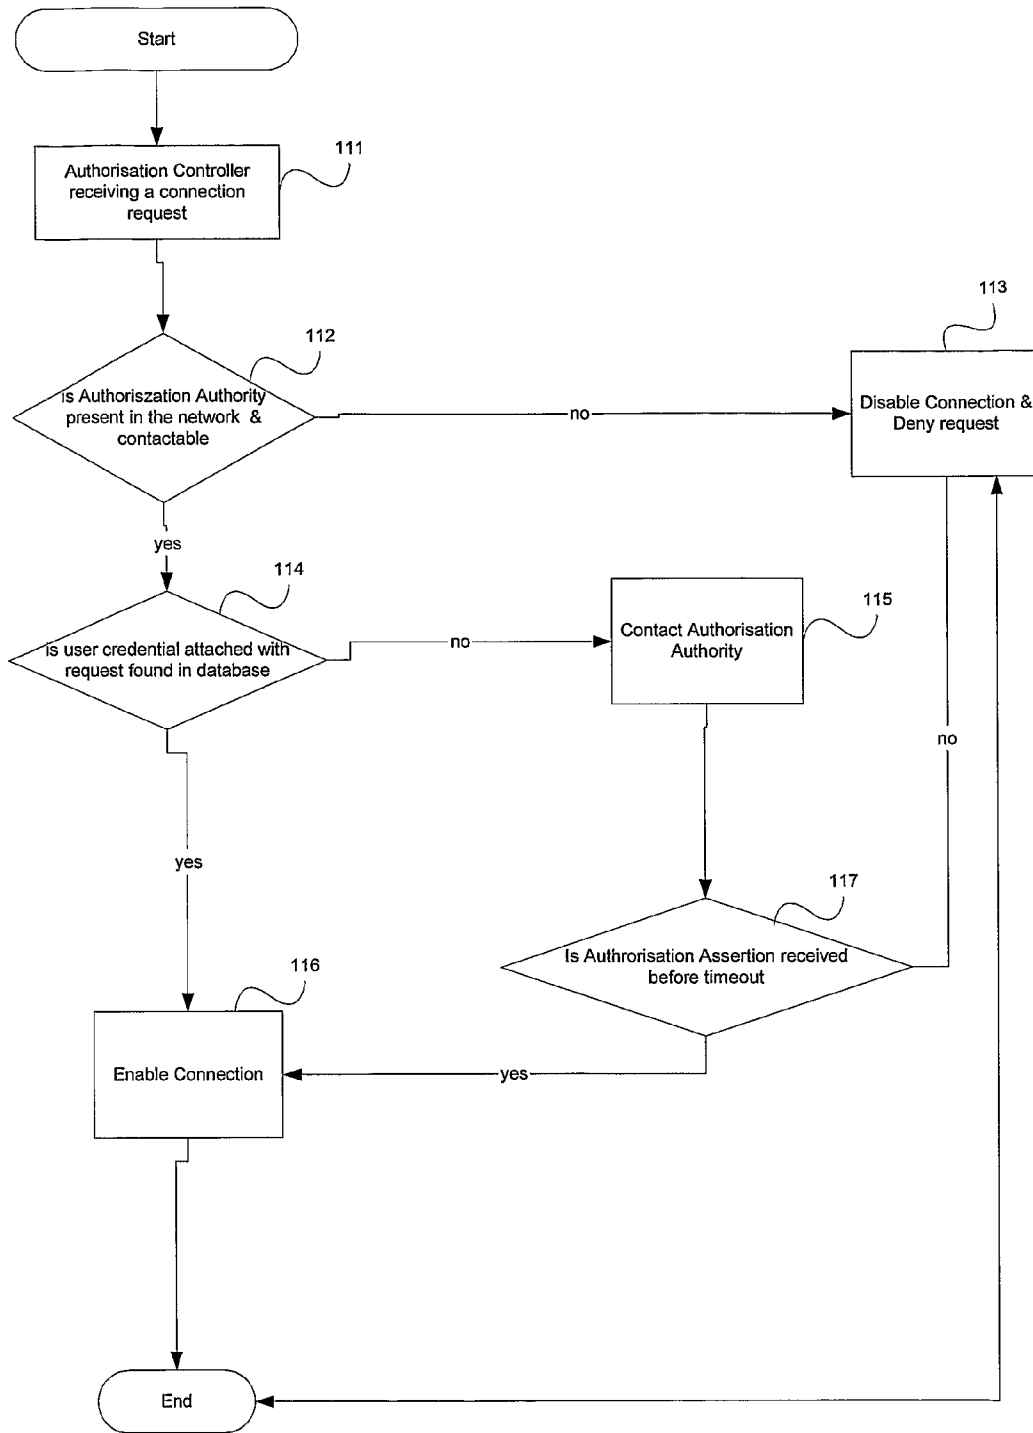 Start
Authorisation Controller
receiving a connection
request
111
112
is Authoriszation Authority
present in the network &
contactable
no
113
Disable Connection &
Deny request
yes
114
is user credential attached with
request found in database
no
Contact Authorisation
Authority
115
no
yes
117
Is Authrorisation Assertion received
before timeout
116
Enable Connection
yes
End